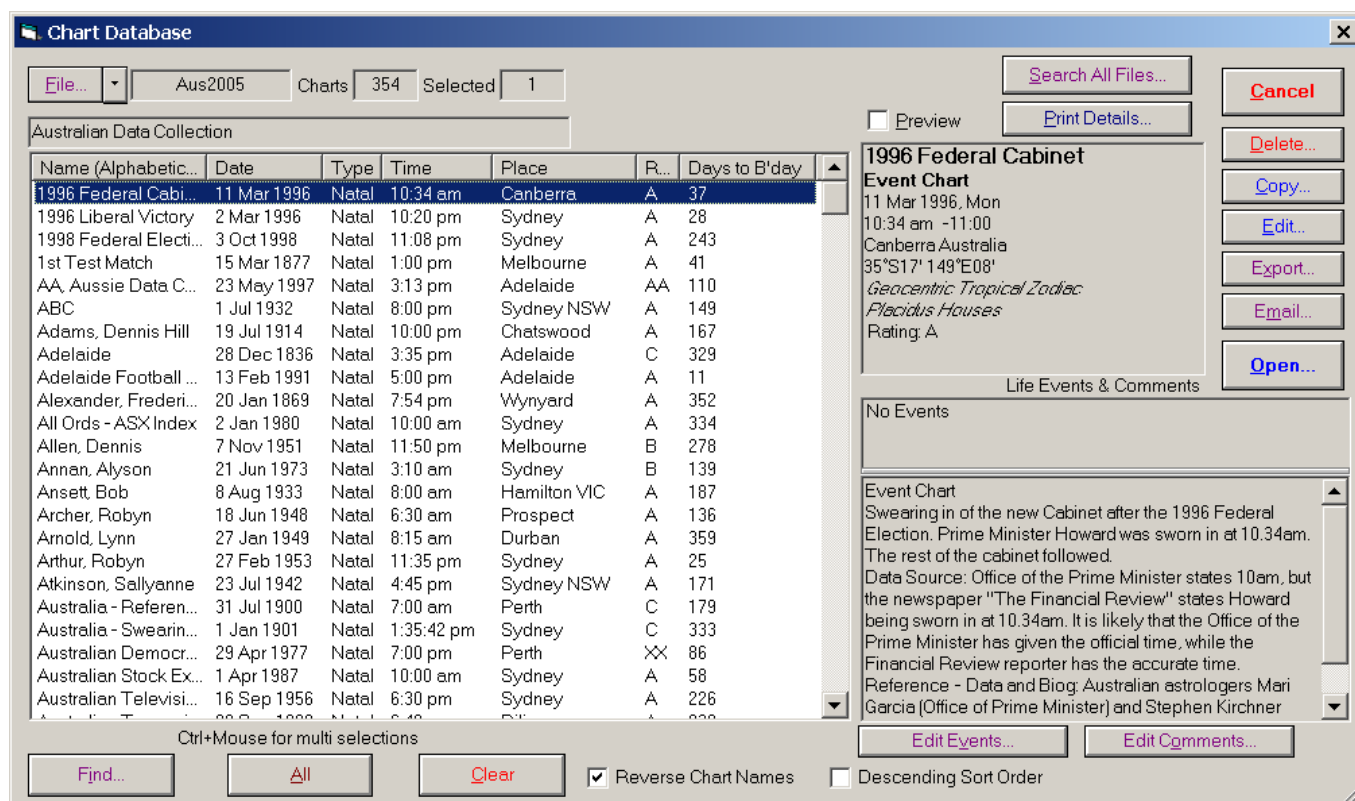 Chart Database
File... Aus2005 Charts 354 Selected 1
Search All Files...
Cancel
Preview Print Details...
Australian Data Collection
Delete...
Copy...
Edit...
Export...
Email...
Open...
Name (Alphabetic... Date Type Time Place R... Days to B'day
1996 Federal Cabi... 11 Mar 1996 Natal 10:34 am Canberra A 37
1996 Liberal Victory 2 Mar 1996 Natal 10:20 pm Sydney A 28
1998 Federal Electi... 3 Oct 1998 Natal 11:08 pm Sydney A 243
1st Test Match 15 Mar 1877 Natal 1:00 pm Melbourne A 41
AA, Aussie Data C... 23 May 1997 Natal 3:13 pm Adelaide AA 110
ABC 1 Jul 1932 Natal 8:00 pm Sydney NSW A 149
Adams, Dennis Hill 19 Jul 1914 Natal 10:00 pm Chatswood A 167
Adelaide 28 Dec 1836 Natal 3:35 pm Adelaide C 329
Adelaide Football ... 13 Feb 1991 Natal 5:00 pm Adelaide A 11
Alexander, Frederi... 20 Jan 1869 Natal 7:54 pm Wynyard A 352
All Ords - ASX Index 2 Jan 1980 Natal 10:00 am Sydney A 334
Allen, Dennis 7 Nov 1951 Natal 11:50 pm Melbourne B 278
Annan, Alyson 21 Jun 1973 Natal 3:10 am Sydney B 139
Ansett, Bob 8 Aug 1933 Natal 8:00 am Hamilton VIC A 187
Archer, Robyn 18 Jun 1948 Natal 6:30 am Prospect A 136
Arnold, Lynn 27 Jan 1949 Natal 8:15 am Durban A 359
Arthur, Robyn 27 Feb 1953 Natal 11:35 pm Sydney A 25
Atkinson, Sallyanne 23 Jul 1942 Natal 4:45 pm Sydney NSW A 171
Australia - Referen... 31 Jul 1900 Natal 7:00 am Perth C 179
Australia - Swearin... 1 Jan 1901 Natal 1:35:42 pm Sydney C 333
Australian Democr... 29 Apr 1977 Natal 7:00 pm Perth XX 86
Australian Stock Ex... 1 Apr 1987 Natal 10:00 am Sydney A 58
Australian Televisi... 16 Sep 1956 Natal 6:30 pm Sydney A 226
1996 Federal Cabinet
Event Chart
11 Mar 1996, Mon
10:34 am -11:00
Canberra Australia
35°S17' 149°E08'
Geocentric Tropical Zodiac
Placidus Houses
Rating: A
Life Events & Comments
No Events
Event Chart
Swearing in of the new Cabinet after the 1996 Federal
Election. Prime Minister Howard was sworn in at 10.34am.
The rest of the cabinet followed.
Data Source: Office of the Prime Minister states 10am, but
the newspaper "The Financial Review" states Howard
being sworn in at 10.34am. It is likely that the Office of the
Prime Minister has given the official time, while the
Financial Review reporter has the accurate time.
Reference - Data and Biog: Australian astrologers Mari
Garcia (Office of Prime Minister) and Stephen Kirchner
Edit Events... Edit Comments...
Ctrl+Mouse for multi selections
Find... All Clear Reverse Chart Names Descending Sort Order